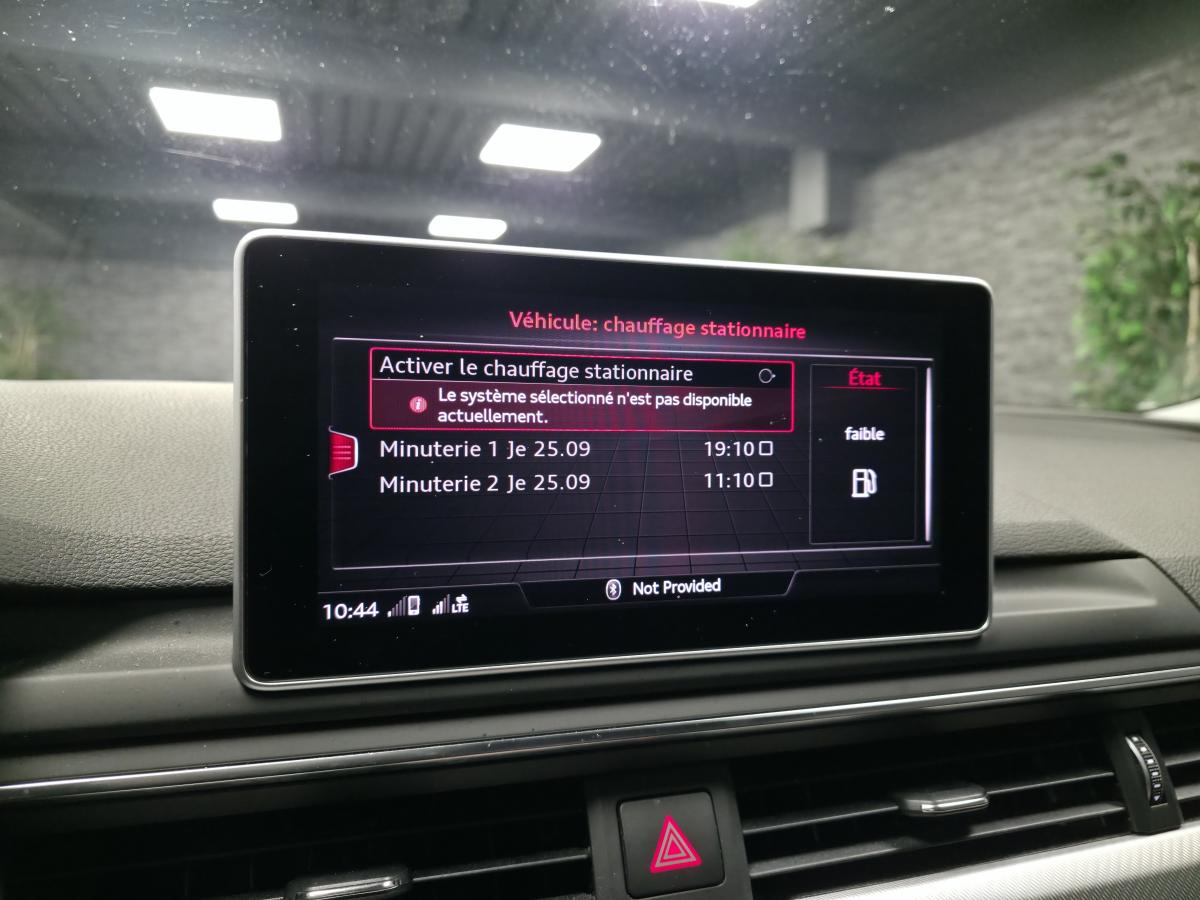 Véhicule: chauffage stationnaire
Activer le chauffage stationnaire
Le système sélectionné n'est pas disponible
actuellement.
Minuterie 1 Je 25.09 19:10
Minuterie 2 Je 25.09 11:10
État
faible
10:44 LTE
Not Provided